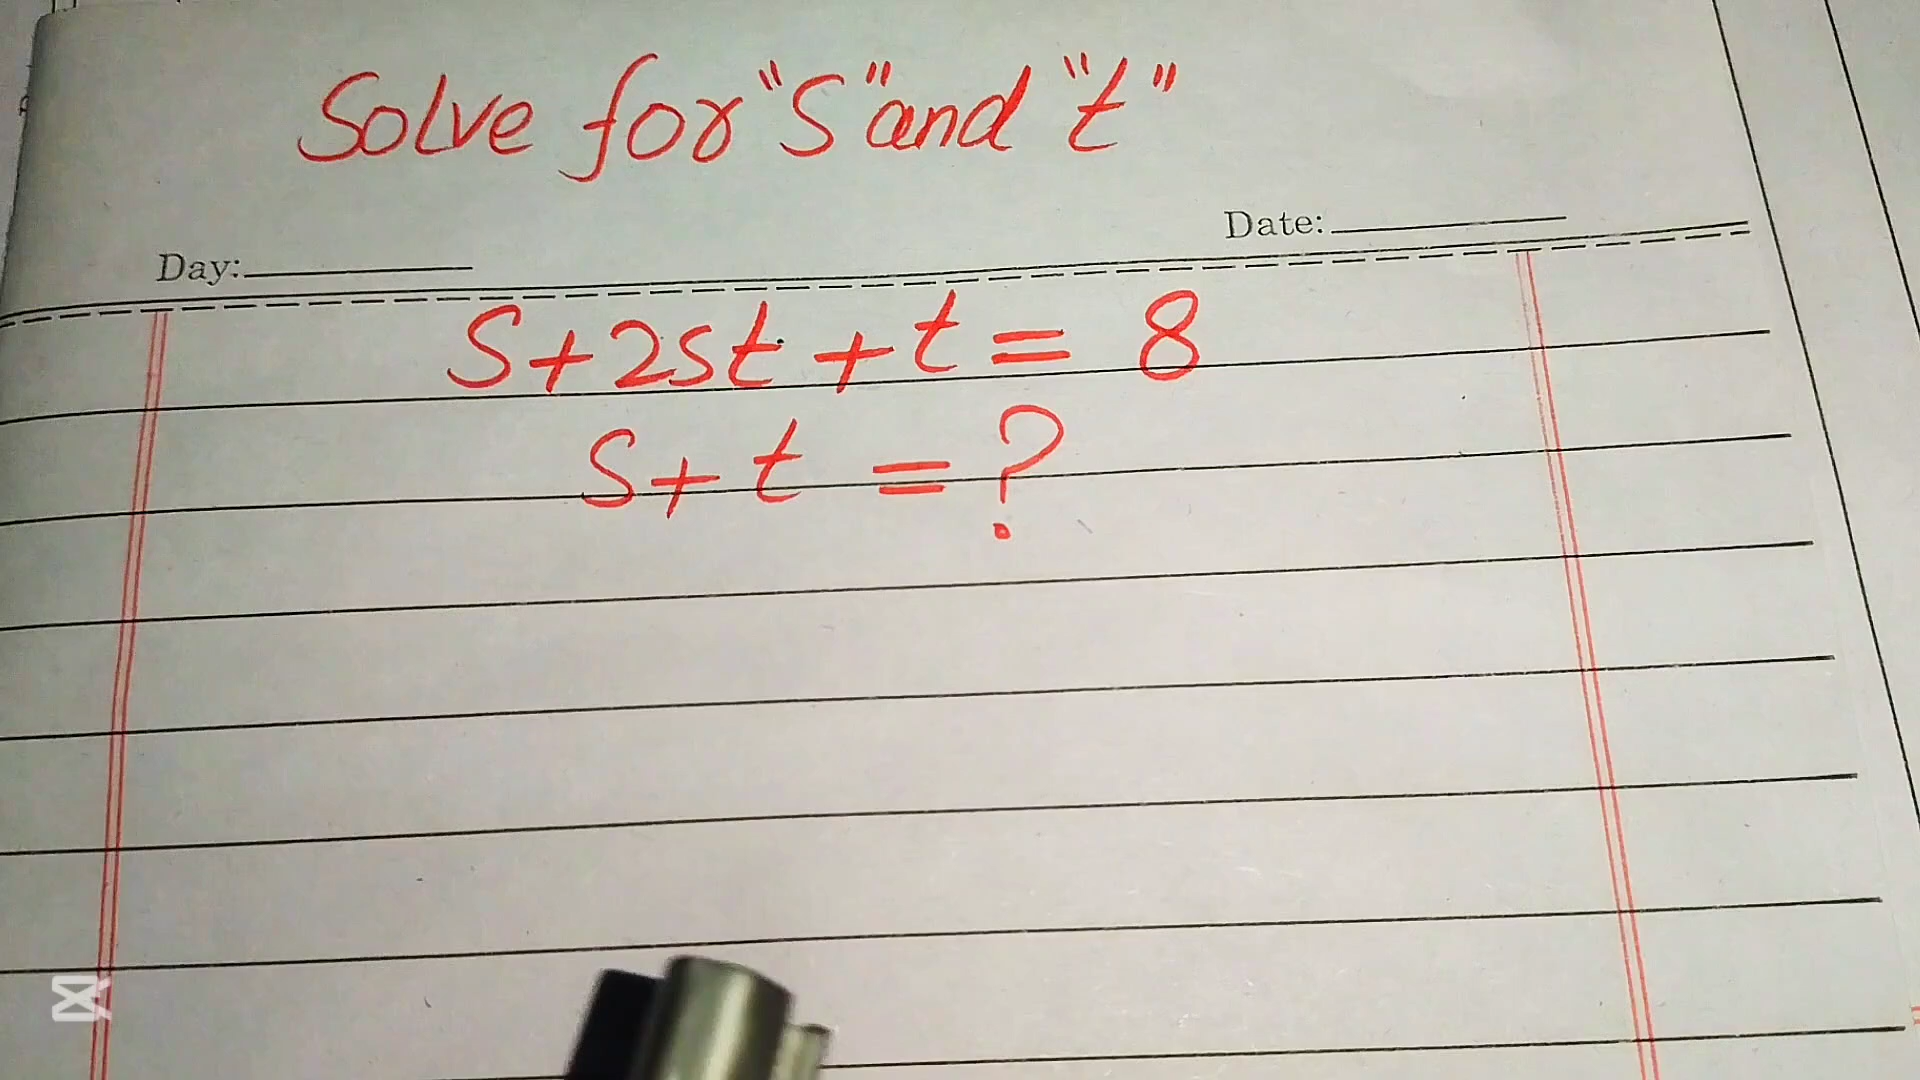 Solve for "S" and "t"
Date:
Day:
S+2st+t=8
S+t=?